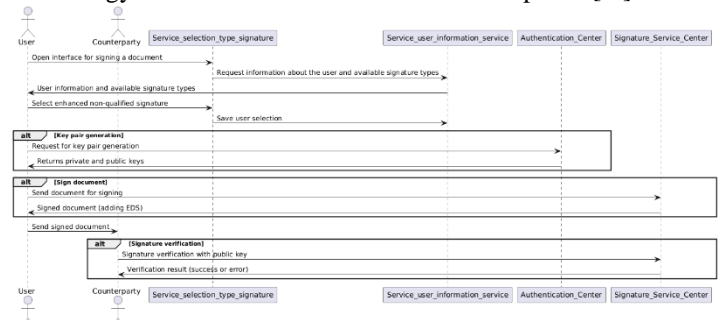 User
Counterparty
Service_selection_type_signature
Service_user_information_service
Authentication_Center
Signature_Service_Center
Open interface for signing a document
Request information about the user and available signature types
User information and available signature types
Select enhanced non-qualified signature
Save user selection
alt [Key pair generation]
Request for key pair generation
Returns private and public keys
alt [Sign document]
Send document for signing
Signed document (adding EDS)
Send signed document
alt [Signature verification]
Signature verification with public key
Verification result (success or error)
User
Counterparty
Service_selection_type_signature
Service_user_information_service
Authentication_Center
Signature_Service_Center